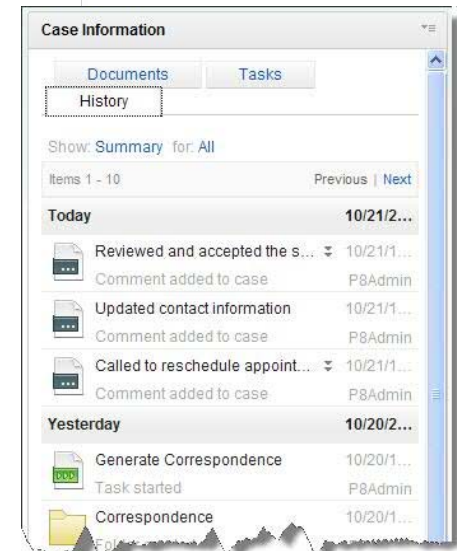 Case Information
Documents Tasks
History
Show: Summary for: All
Items 1 - 10 Previous | Next
Today 10/21/2...
Reviewed and accepted the s... 10/21/1...
Comment added to case P8Admin
Updated contact information 10/21/1...
Comment added to case P8Admin
Called to reschedule appoint... 10/21/1...
Comment added to case P8Admin
Yesterday 10/20/2...
Generate Correspondence 10/20/1...
Task started P8Admin
Correspondence 10/20/1...